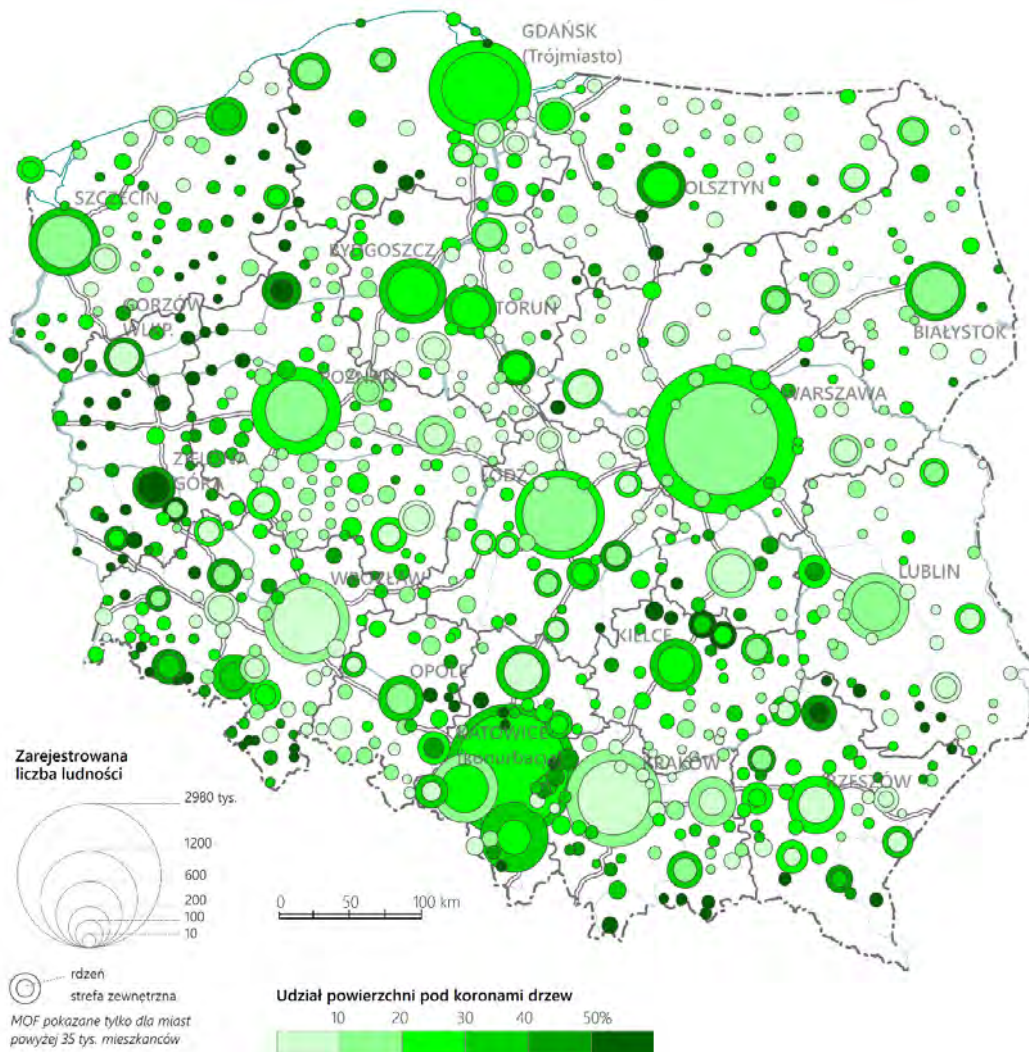 GDAŃSK
(Trójmiasto)
SZCZECIN
OLSZTYN
BYDGOSZCZ
GORZÓW
WLKP.
TORUŃ
BIAŁYSTOK
POZNAŃ
WARSZAWA
ZIELONA
GÓRA
ŁÓDŹ
WROCŁAW
LUBLIN
KIELCE
OPOLE
KATOWICE
(konurbacja)
KRAKÓW
RZESZÓW
Zarejestrowana
liczba ludności
2980 tys.
1200
600
200
100
10
0 50 100 km
rdzeń
strefa zewnętrzna
MOF pokazane tylko dla miast
powyżej 35 tys. mieszkanców
Udział powierzchni pod koronami drzew
10 20 30 40 50%